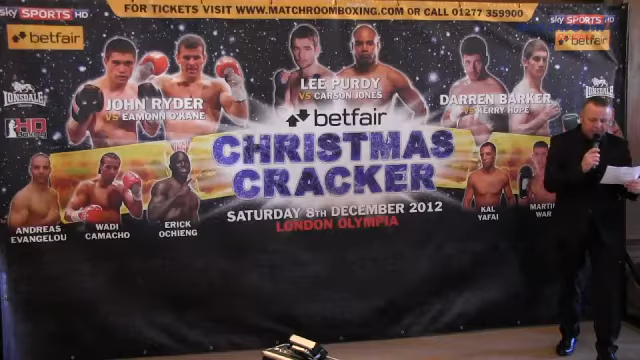 FOR TICKETS VISIT WWW.MATCHROOMBOXING.COM OR CALL 01277 359900
sky SPORTS HD
betfair
sky SPORTS HD
betfair
LONSDALE
LONSDALE
JOHN RYDER
VS EAMONN O'KANE
LEE PURDY
VS CARSON JONES
DARREN BARKER
VS KERRY HOPE
betfair
CHRISTMAS
CRACKER
SATURDAY 8TH DECEMBER 2012
LONDON OLYMPIA
ANDREAS
EVANGELOU
WADI
CAMACHO
ERICK
OCHIENG
KAL
YAFAI
WAR